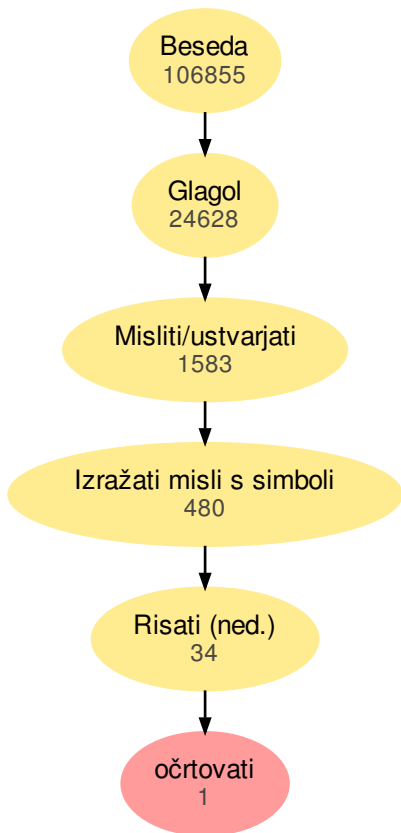 Beseda
106855
Glagol
24628
Misliti/ustvarjati
1583
Izražati misli s simboli
480
Risati (ned.)
34
očrtovati
1